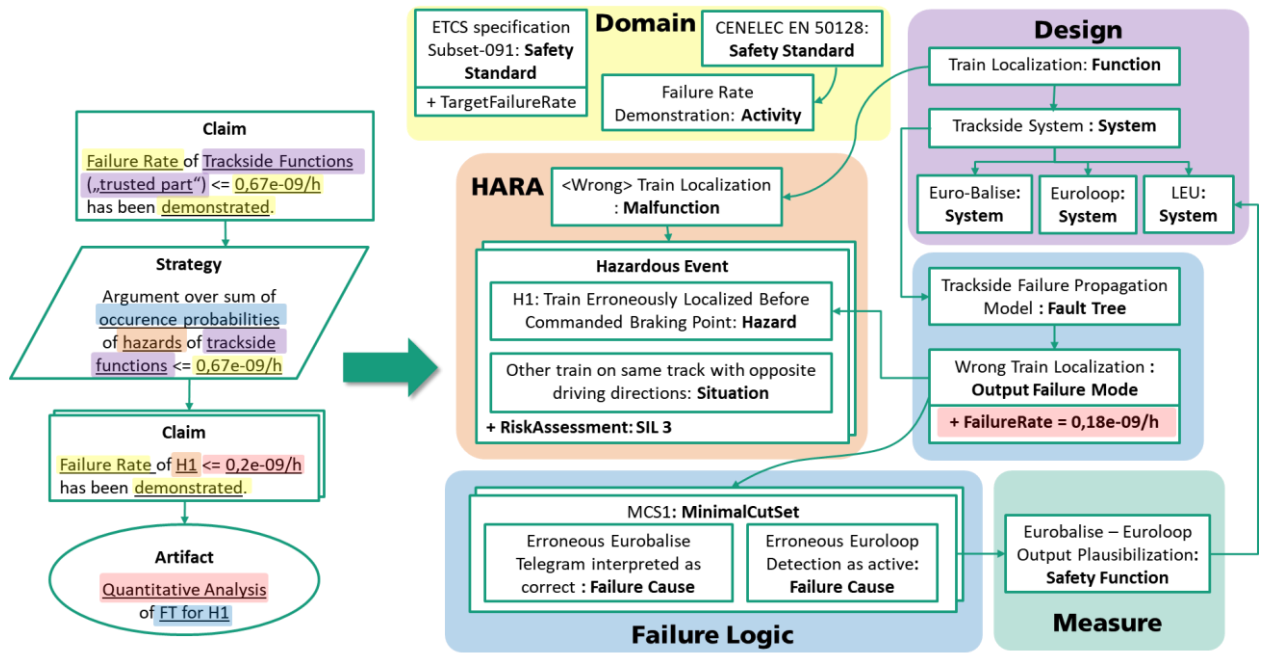 Claim
Failure Rate of Trackside Functions
(„trusted part“) <= 0,67e-09/h
has been demonstrated.
Strategy
Argument over sum of
occurence probabilities
of hazards of trackside
functions <= 0,67e-09/h
Claim
Failure Rate of H1 <= 0,2e-09/h
has been demonstrated.
Artifact
Quantitative Analysis
of FT for H1
Domain
ETCS specification
Subset-091: Safety
Standard
+ TargetFailureRate
CENELEC EN 50128:
Safety Standard
Failure Rate
Demonstration: Activity
Design
Train Localization: Function
Trackside System : System
Euro-Balise:
System
Euroloop:
System
LEU:
System
HARA
<Wrong> Train Localization
: Malfunction
Hazardous Event
H1: Train Erroneously Localized Before
Commanded Braking Point: Hazard
Other train on same track with opposite
driving directions: Situation
+ RiskAssessment: SIL 3
Trackside Failure Propagation
Model : Fault Tree
Wrong Train Localization :
Output Failure Mode
+ FailureRate = 0,18e-09/h
MCS1: MinimalCutSet
Erroneous Eurobalise
Telegram interpreted as
correct : Failure Cause
Erroneous Euroloop
Detection as active:
Failure Cause
Failure Logic
Eurobalise – Euroloop
Output Plausibilization:
Safety Function
Measure